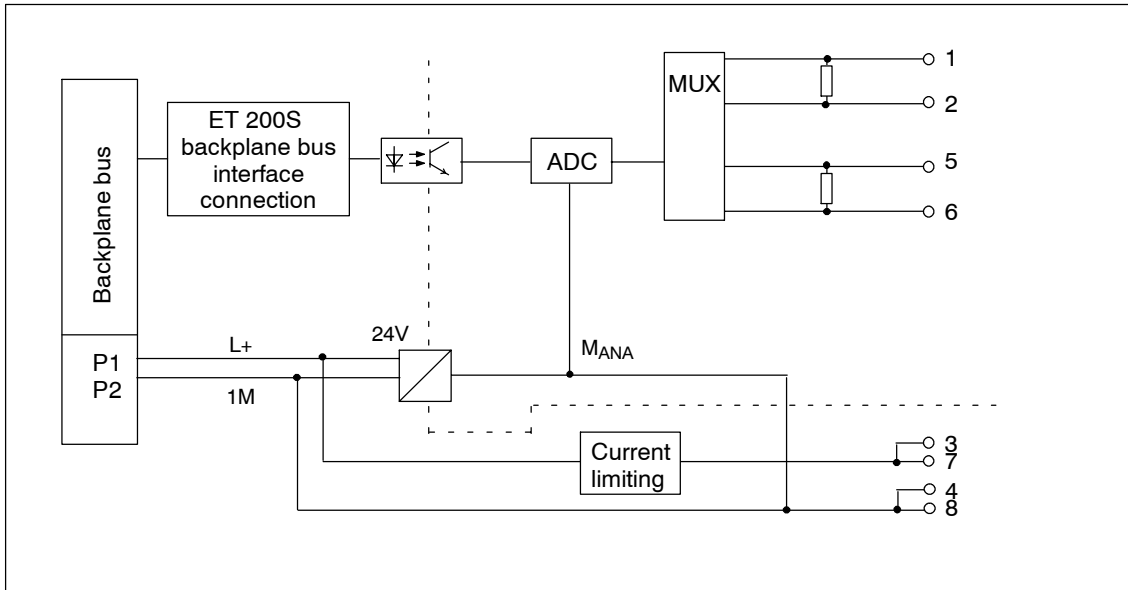 Backplane bus
P1
P2
ET 200S
backplane bus
interface
connection
ADC
MUX
1
2
5
6
L+
1M
24V
MANA
Current
limiting
3
7
4
8